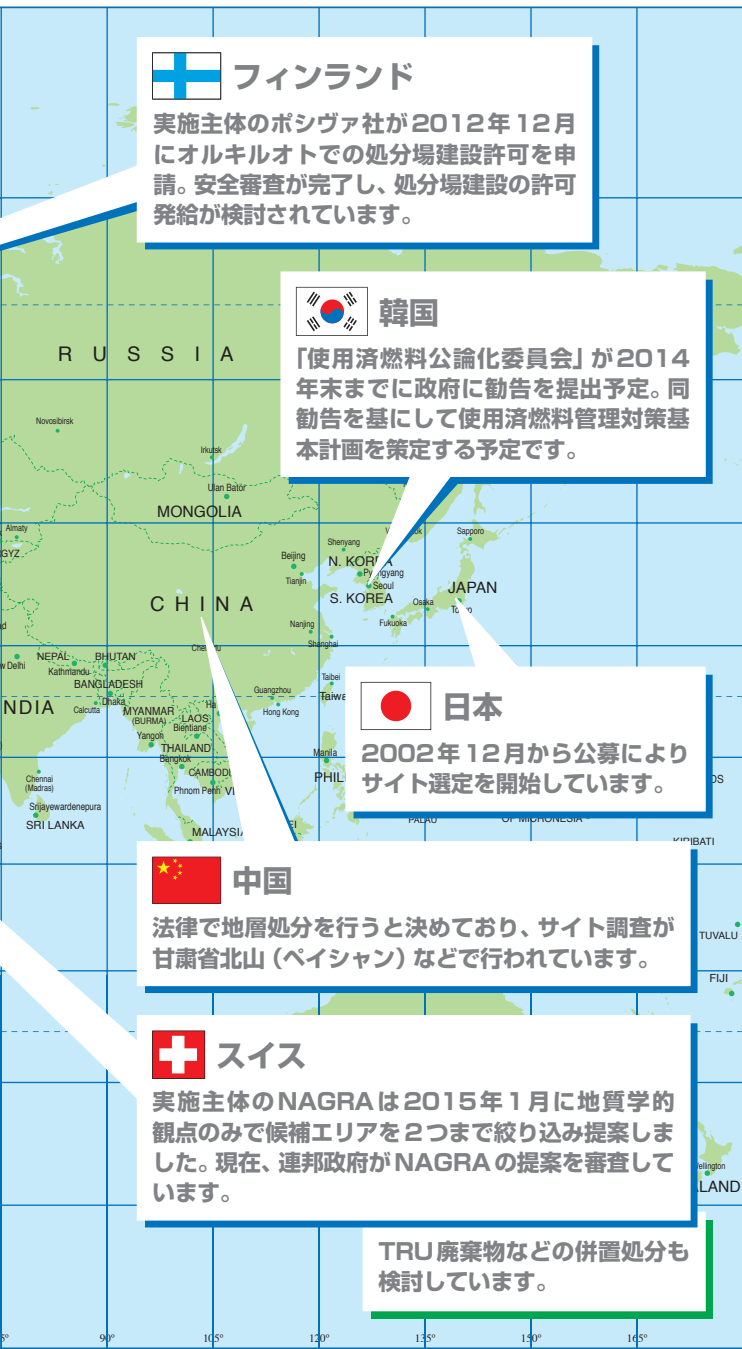 フィンランド
実施主体のポシヴァ社が2012年12月
にオルキルオトでの処分場建設許可を申
請。安全審査が完了し、処分場建設の許可
発給が検討されています。
韓国
「使用済燃料公論化委員会」が2014
年末までに政府に勧告を提出予定。同
勧告を基にして使用済燃料管理対策基
本計画を策定する予定です。
RUSSIA
Novosibirsk
Irkutsk
Ulan Bator
MONGOLIA
Almaty
Shenyang
Sapporo
Beijing
N. KOREA
Pyongyang
Tianjin
Seoul
S. KOREA
JAPAN
CHINA
Osaka
Tokyo
Fukuoka
Nanjing
Shanghai
NEPAL
BHUTAN
Kathmandu
BANGLADESH
Taibei
Guangzhou
Dhaka
Calcutta
Hong Kong
MYANMAR
(BURMA)
LAOS
Bientiane
Yangon
THAILAND
Bangkok
Manila
CAMBODI
Phnom Penh
Chennai
(Madras)
Srijayewardenepura
SRI LANKA
MALAYSIA
日本
2002年12月から公募により
サイト選定を開始しています。
PALAU
OF MICRONESIA
KIRIBATI
中国
法律で地層処分を行うと決めており、サイト調査が
甘粛省北山(ペイシャン)などで行われています。
TUVALU
FIJI
スイス
実施主体のNAGRAは2015年1月に地質学的
観点のみで候補エリアを2つまで絞り込み提案しま
した。現在、連邦政府がNAGRAの提案を審査して
います。
ellington
LAND
TRU廃棄物などの併置処分も
検討しています。
90° 105° 120° 135° 150° 165°